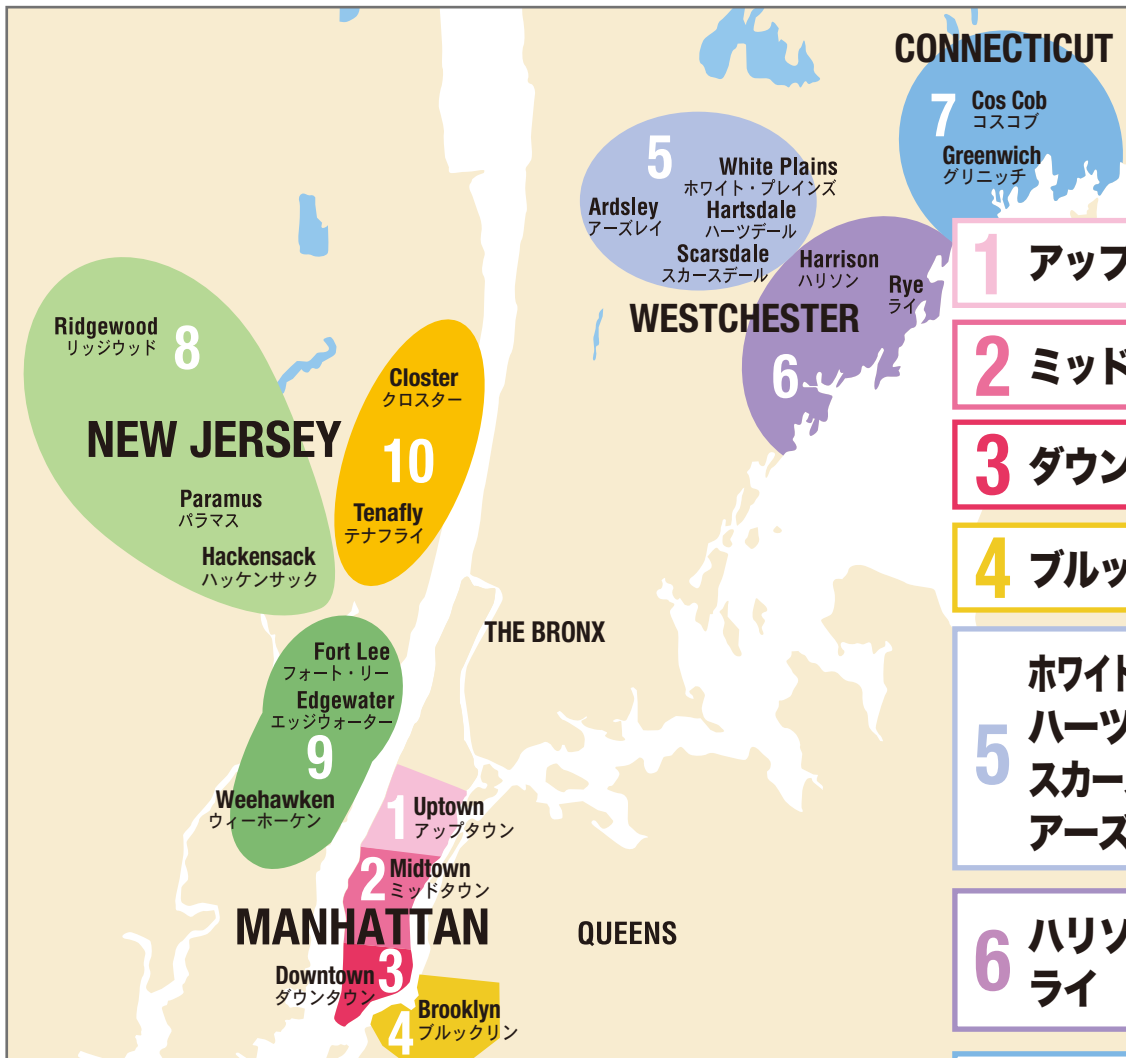 CONNECTICUT
7
Cos Cob
コスコブ
Greenwich
グリニッチ
5
White Plains
ホワイト・プレインズ
Ardsley
アーズレイ
Hartsdale
ハーツデール
Scarsdale
スカースデール
Harrison
ハリソン
Rye
ライ
WESTCHESTER
6
Ridgewood
リッジウッド
8
NEW JERSEY
Paramus
パラマス
Hackensack
ハッケンサック
Closter
クロスター
10
Tenafly
テナフライ
THE BRONX
Fort Lee
フォート・リー
Edgewater
エッジウォーター
9
Weehawken
ウィーホーケン
1
Uptown
アップタウン
2
Midtown
ミッドタウン
MANHATTAN
QUEENS
Downtown
ダウンタウン
3
4
Brooklyn
ブルックリン
1 アップ
2 ミッド
3 ダウン
4 ブルッ
5
ホワイト
ハーツ
スカー
アーズ
6
ハリソ
ライ